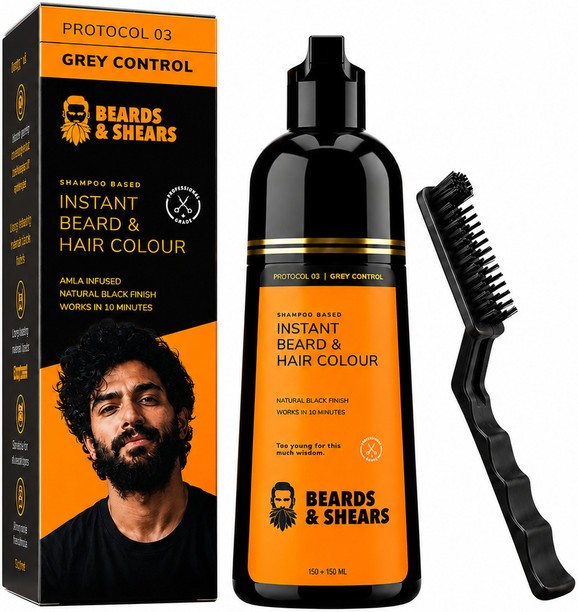 PROTOCOL 03
GREY CONTROL
BEARDS
& SHEARS
SHAMPOO BASED
INSTANT
BEARD &
HAIR COLOUR
PROFESSIONAL
GRADE
AMLA INFUSED
NATURAL BLACK FINISH
WORKS IN 10 MINUTES
PROTOCOL 03 | GREY CONTROL
SHAMPOO BASED
INSTANT
BEARD &
HAIR COLOUR
NATURAL BLACK FINISH
WORKS IN 10 MINUTES
Too young for this
much wisdom.
PROFESSIONAL
GRADE
BEARDS
& SHEARS
150 + 150 ML